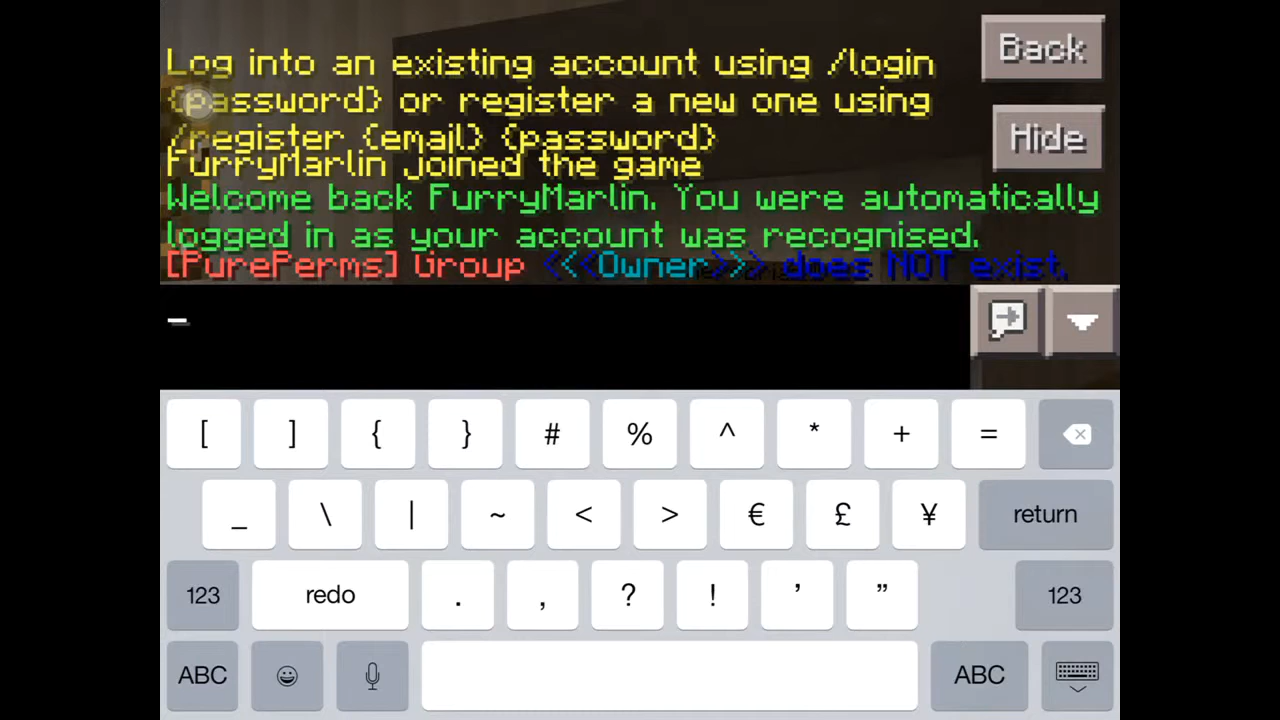 Log into an existing account using /login
{password} or register a new one using
/register {email} {password}
FurryMarlin joined the game
Welcome back FurryMarlin. You were automatically
logged in as your account was recognised.
[PurePerms] Group <<<Owner>>> does NOT exist.
Back
Hide
_
[ ] { } # % ^ * + =
_ \ | ~ < > € £ ¥ return
123 redo . , ? ! ’ ” 123
ABC ABC